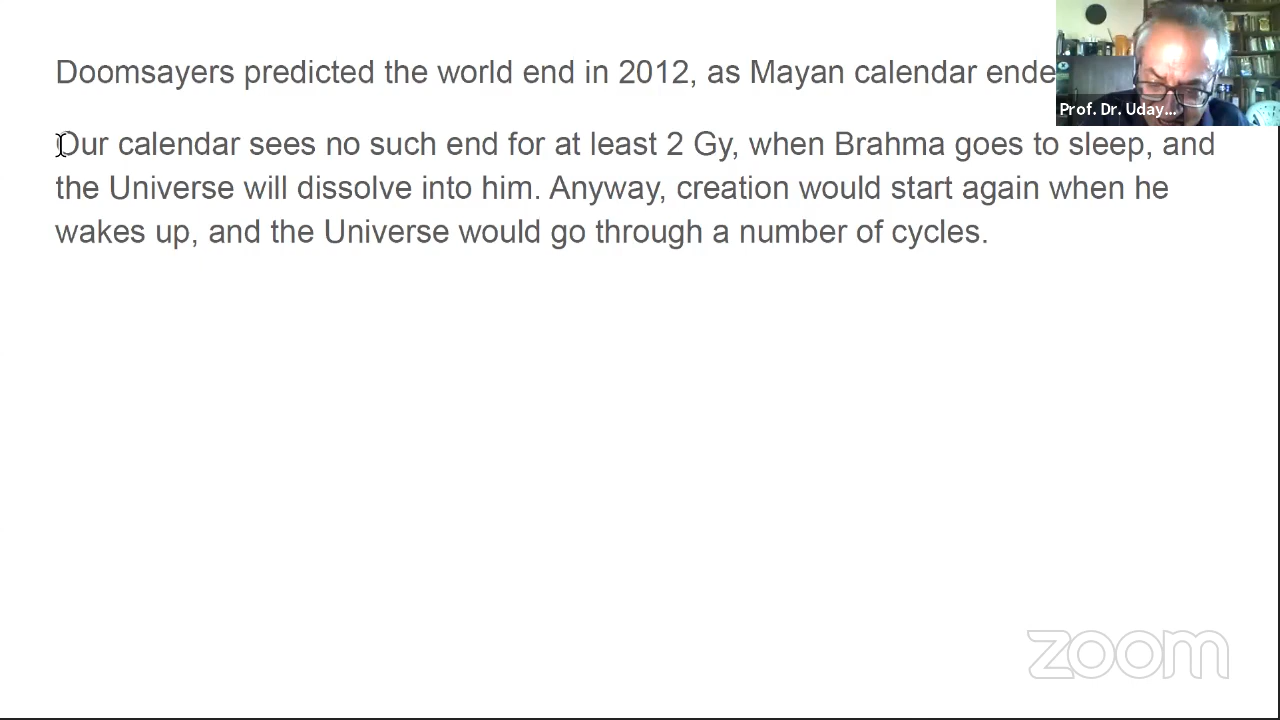 Doomsayers predicted the world end in 2012, as Mayan calendar ende
Prof. Dr. Uday...
Our calendar sees no such end for at least 2 Gy, when Brahma goes to sleep, and
the Universe will dissolve into him. Anyway, creation would start again when he
wakes up, and the Universe would go through a number of cycles.
zoom